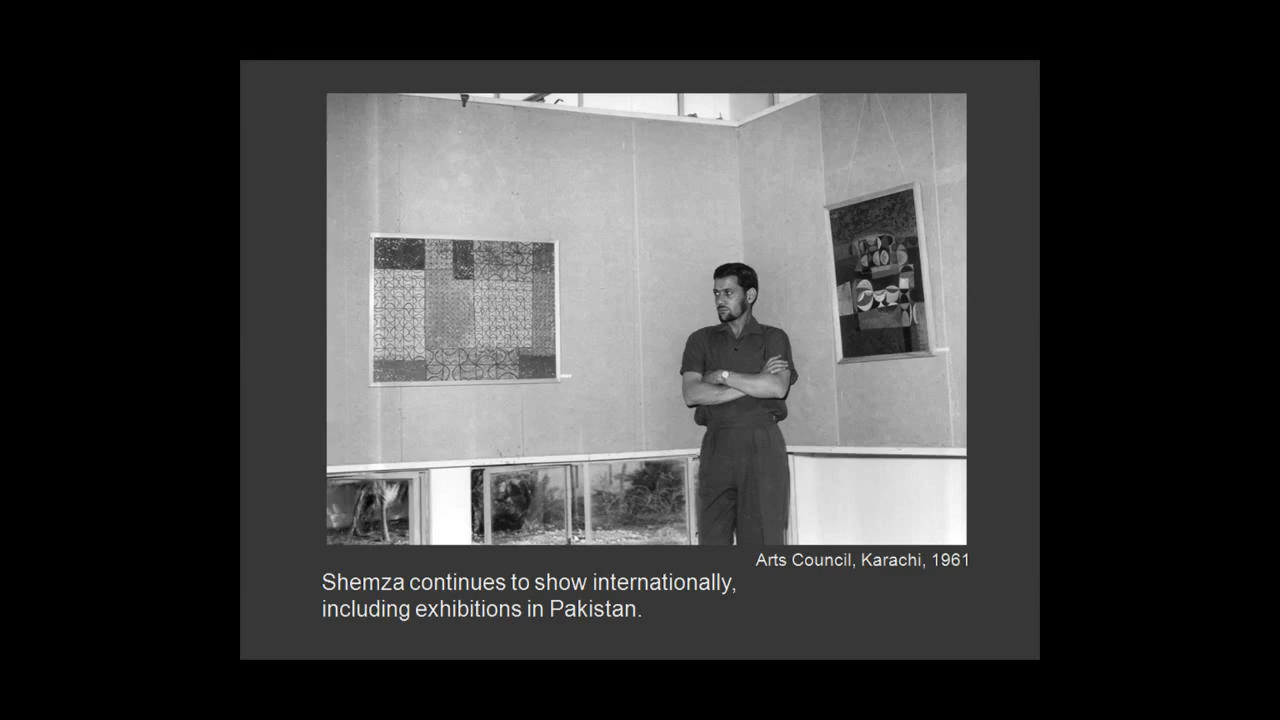 Arts Council, Karachi, 1961
Shemza continues to show internationally,
including exhibitions in Pakistan.